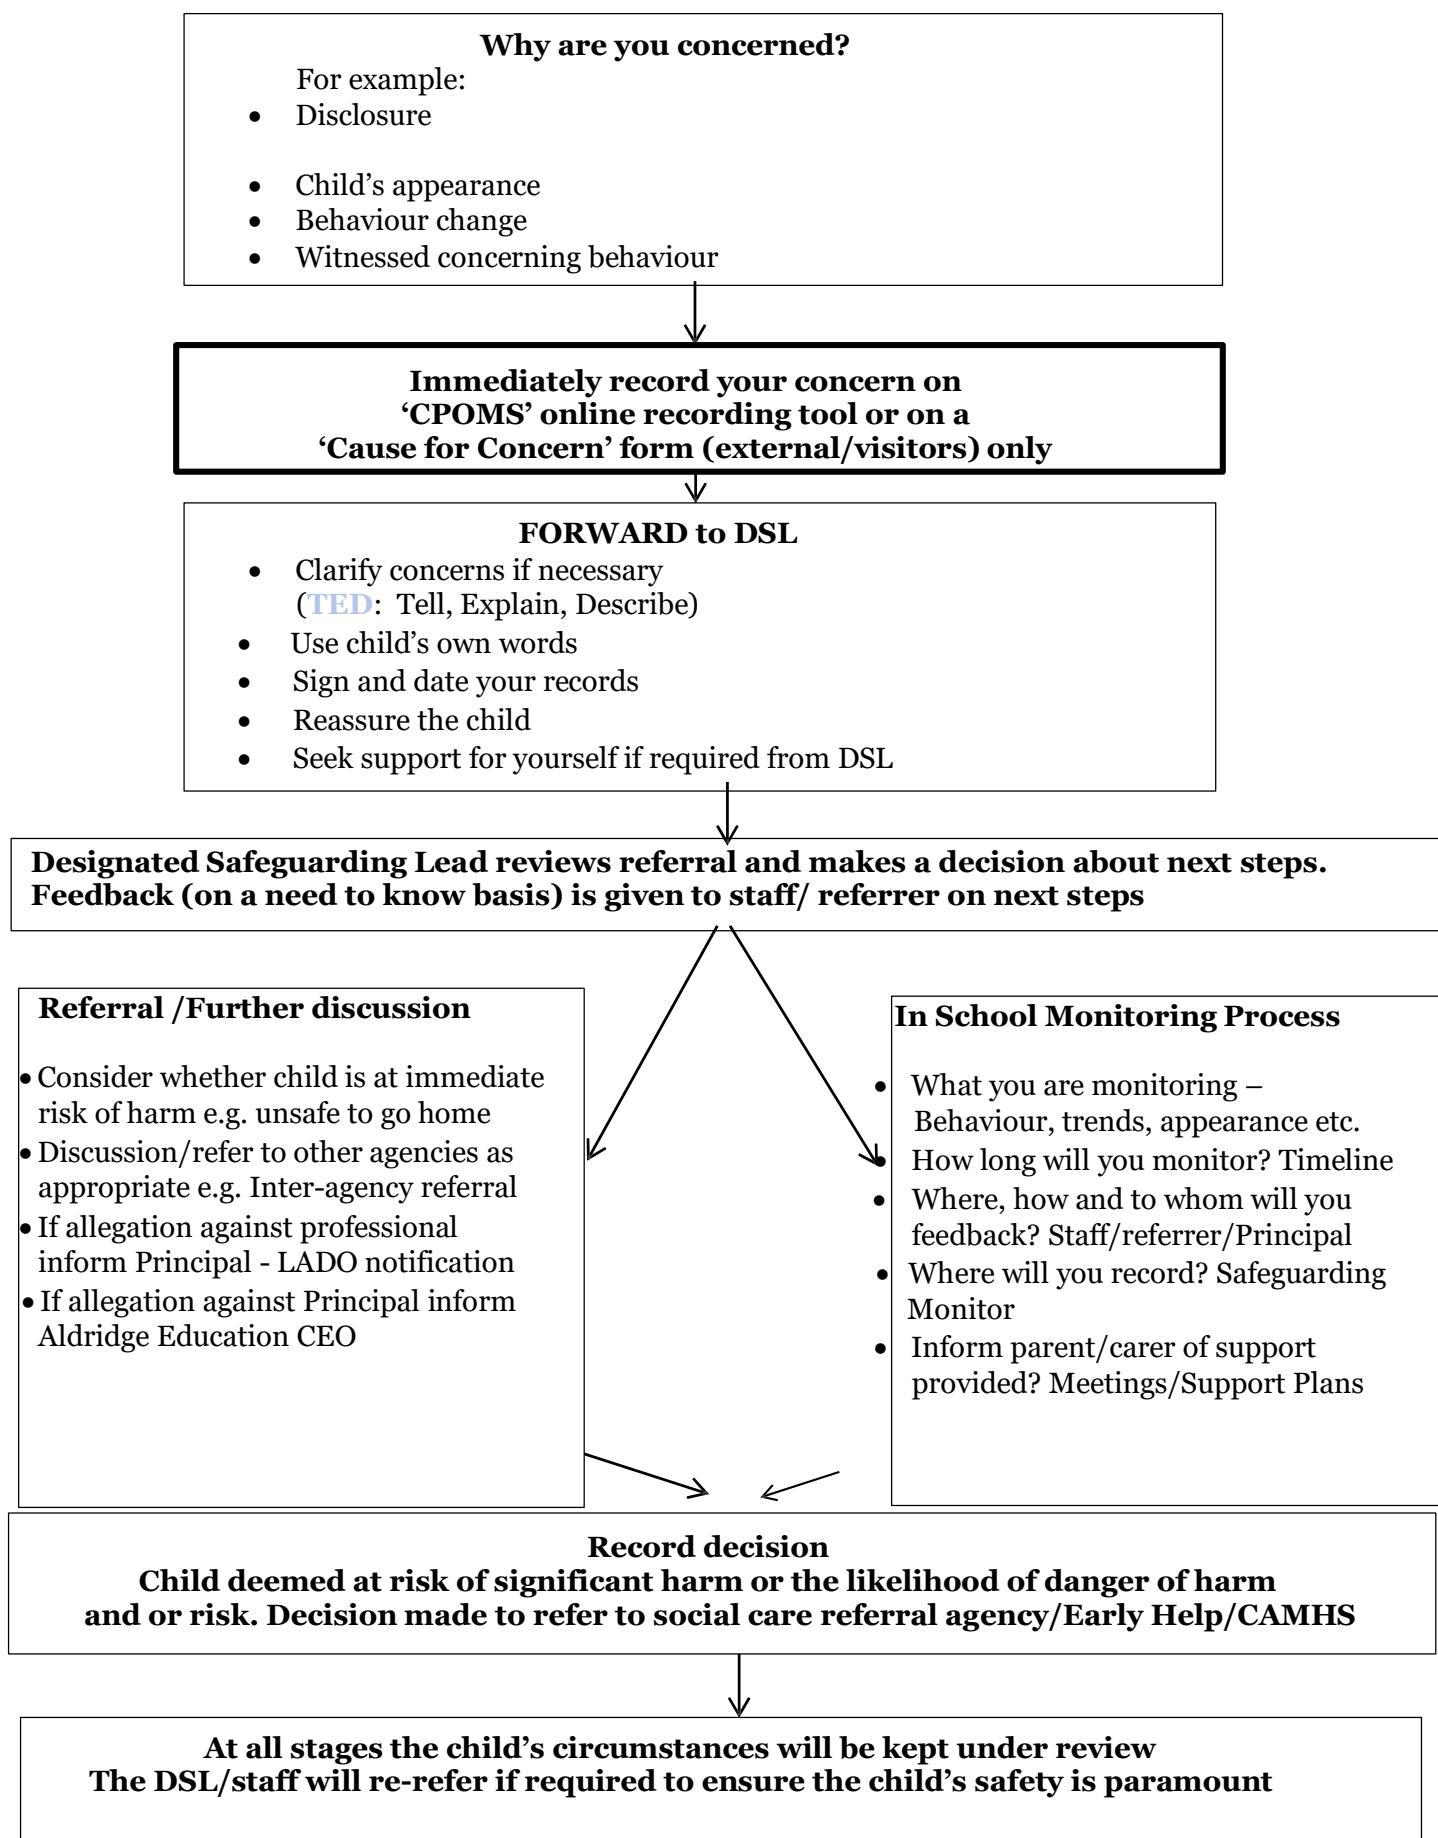 Why are you concerned?
For example:
• Disclosure
• Child’s appearance
• Behaviour change
• Witnessed concerning behaviour
Immediately record your concern on
‘CPOMS’ online recording tool or on a
‘Cause for Concern’ form (external/visitors) only
FORWARD to DSL
• Clarify concerns if necessary
(TED:  Tell, Explain, Describe)
• Use child’s own words
• Sign and date your records
• Reassure the child
• Seek support for yourself if required from DSL
Designated Safeguarding Lead reviews referral and makes a decision about next steps.
Feedback (on a need to know basis) is given to staff/ referrer on next steps
Referral /Further discussion
• Consider whether child is at immediate
risk of harm e.g. unsafe to go home
• Discussion/refer to other agencies as
appropriate e.g. Inter-agency referral
• If allegation against professional
inform Principal - LADO notification
• If allegation against Principal inform
Aldridge Education CEO
In School Monitoring Process
• What you are monitoring –
Behaviour, trends, appearance etc.
• How long will you monitor? Timeline
• Where, how and to whom will you
feedback? Staff/referrer/Principal
• Where will you record? Safeguarding
Monitor
• Inform parent/carer of support
provided? Meetings/Support Plans
Record decision
Child deemed at risk of significant harm or the likelihood of danger of harm
and or risk. Decision made to refer to social care referral agency/Early Help/CAMHS
At all stages the child’s circumstances will be kept under review
The DSL/staff will re-refer if required to ensure the child’s safety is paramount